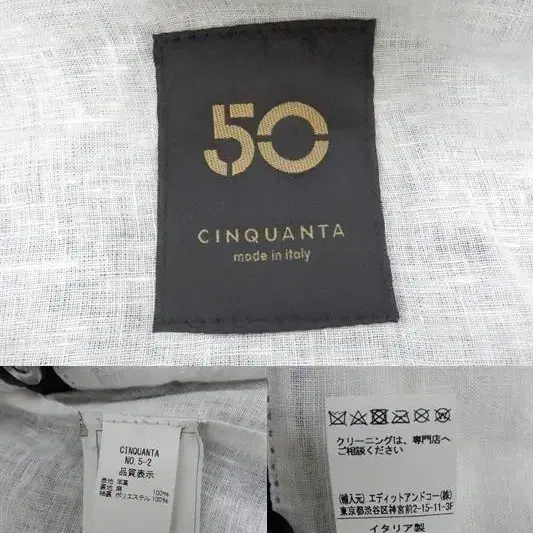 50
CINQUANTA
made in Italy
CINQUANTA
NO.5-2
品質表示
表地 羊革 100%
裏地 麻 100%
袖裏 ポリエステル 100%
クリーニングは、専門店へ
ご相談ください
(輸入元) エディットアンドコー(株)
東京都渋谷区神宮前2-15-11-3F
イタリア製